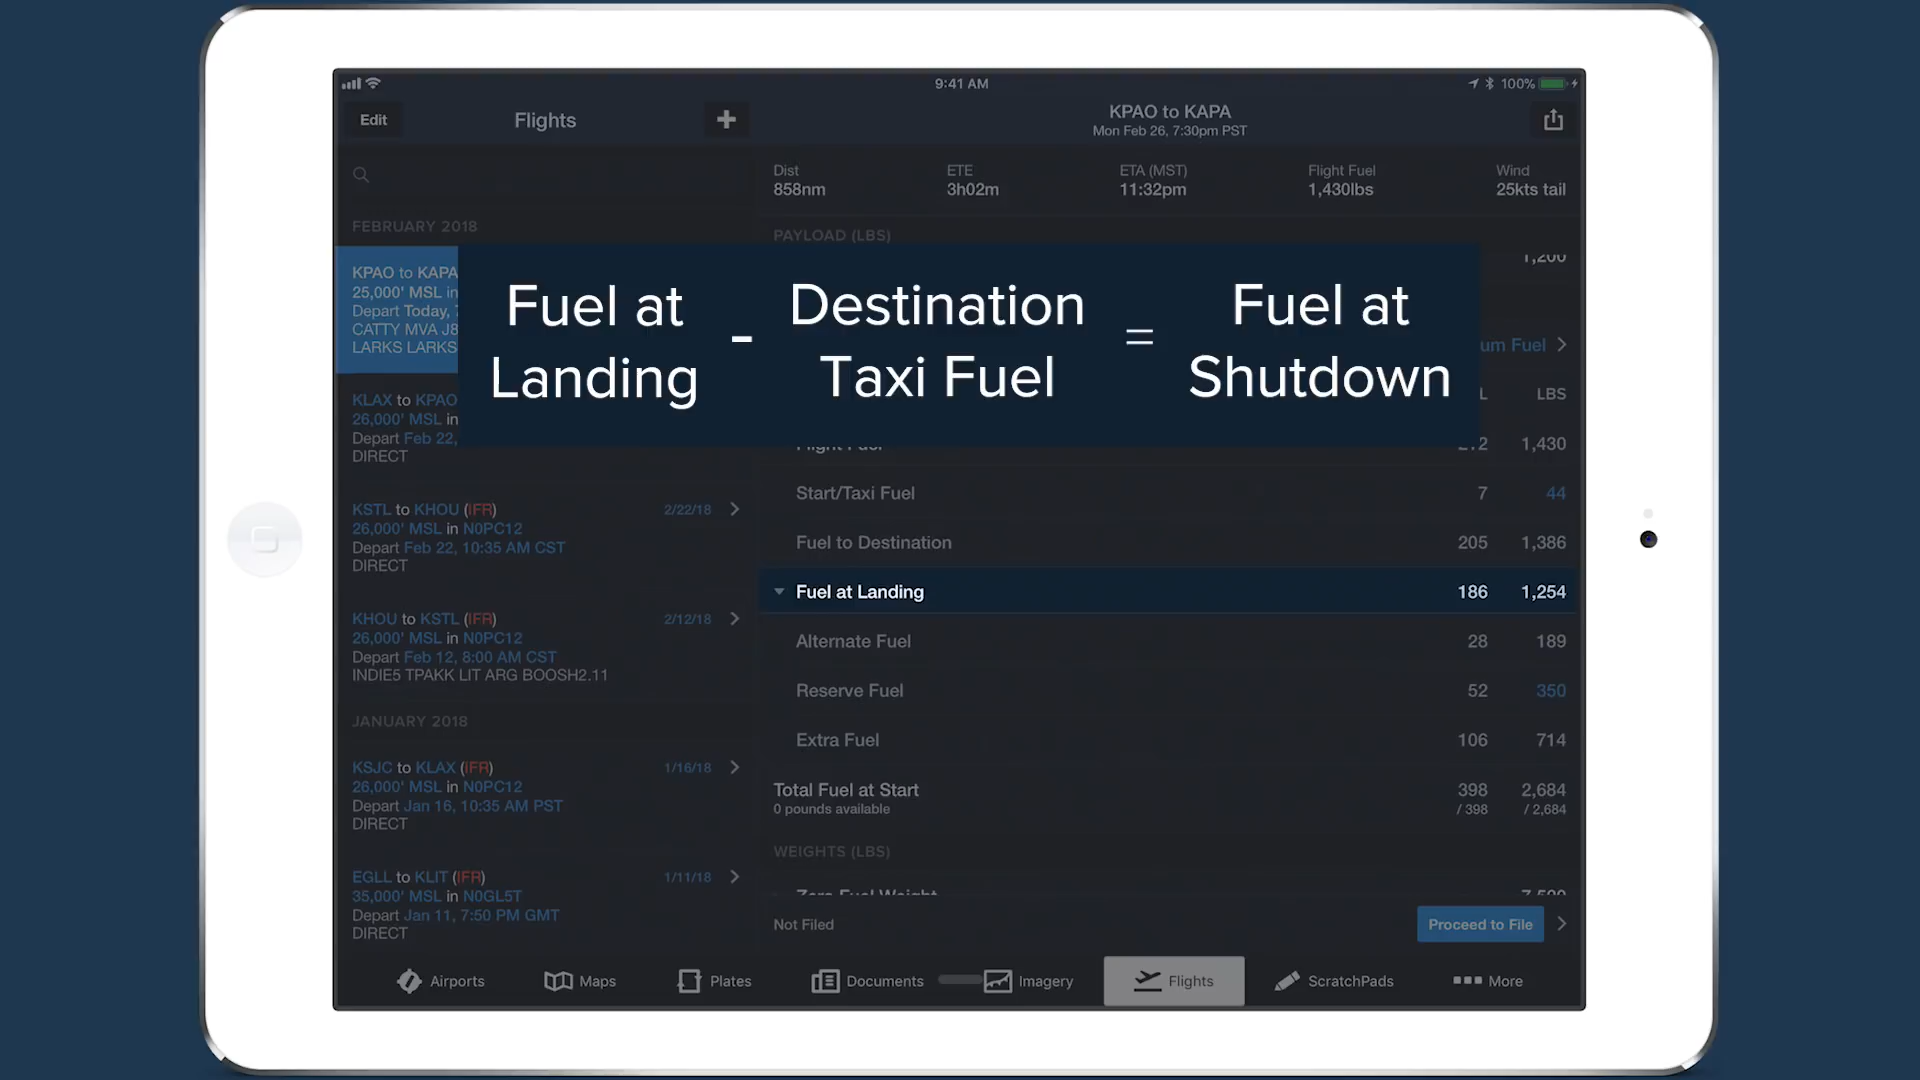 9:41 AM
100%
Edit
Flights
KPAO to KAPA
Mon Feb 26, 7:30pm PST
Dist
858nm
ETE
3h02m
ETA (MST)
11:32pm
Flight Fuel
1,430lbs
Wind
25kts tail
FEBRUARY 2018
KPAO to KAPA
25,000' MSL in
Depart Today,
CATTY MVA J8
LARKS LARKS
KLAX to KPAO
26,000' MSL in
Depart Feb 22,
DIRECT
KSTL to KHOU (IFR)
2/22/18
26,000' MSL in N0PC12
Depart Feb 22, 10:35 AM CST
DIRECT
KHOU to KSTL (IFR)
2/12/18
26,000' MSL in N0PC12
Depart Feb 12, 8:00 AM CST
INDIE5 TPAKK LIT ARG BOOSH2.11
JANUARY 2018
KSJC to KLAX (IFR)
1/16/18
26,000' MSL in N0PC12
Depart Jan 16, 10:35 AM PST
DIRECT
EGLL to KLIT (IFR)
1/11/18
35,000' MSL in N0GL5T
Depart Jan 11, 7:50 PM GMT
DIRECT
PAYLOAD (LBS)
1,200
Fuel at
Landing
-
Destination
Taxi Fuel
=
Fuel at
Shutdown
um Fuel
L LBS
Flight Fuel 212 1,430
Start/Taxi Fuel 7 44
Fuel to Destination 205 1,386
Fuel at Landing 186 1,254
Alternate Fuel 28 189
Reserve Fuel 52 350
Extra Fuel 106 714
Total Fuel at Start 398 2,684
0 pounds available / 398 / 2,684
WEIGHTS (LBS)
Zero Fuel Weight
Not Filed
Proceed to File
Airports
Maps
Plates
Documents
Imagery
Flights
ScratchPads
More